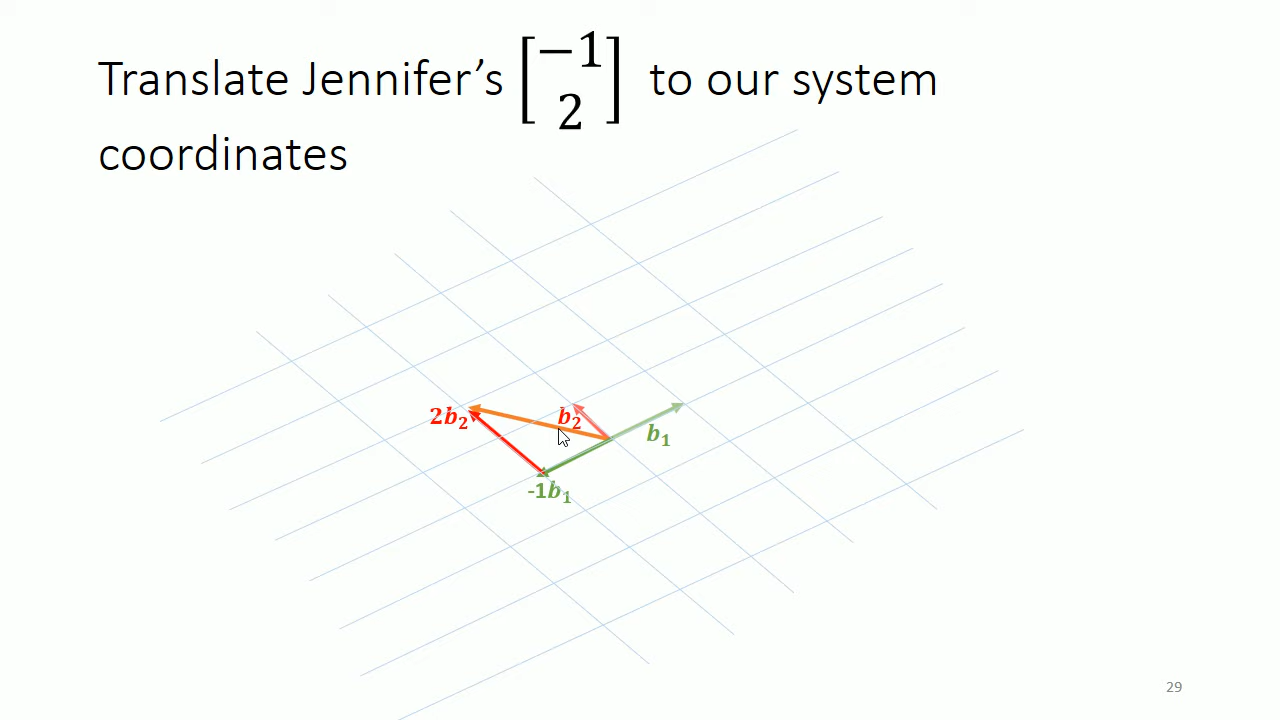 Translate Jennifer’s [−1 2] to our system
coordinates
2b₂
b₂
b₁
-1b₁
29